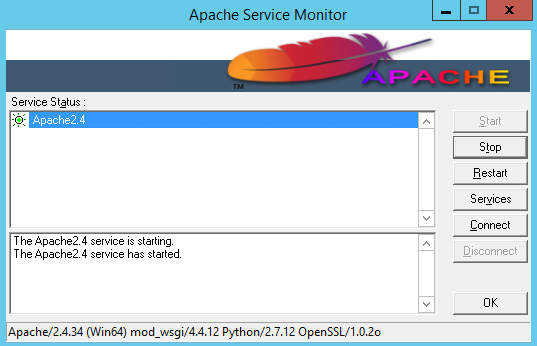 Apache Service Monitor
TM
APACHE
Service Status :
Apache2.4
Start
Stop
Restart
Services
Connect
Disconnect
The Apache2.4 service is starting.
The Apache2.4 service has started.
OK
Apache/2.4.34 (Win64) mod_wsgi/4.4.12 Python/2.7.12 OpenSSL/1.0.2o